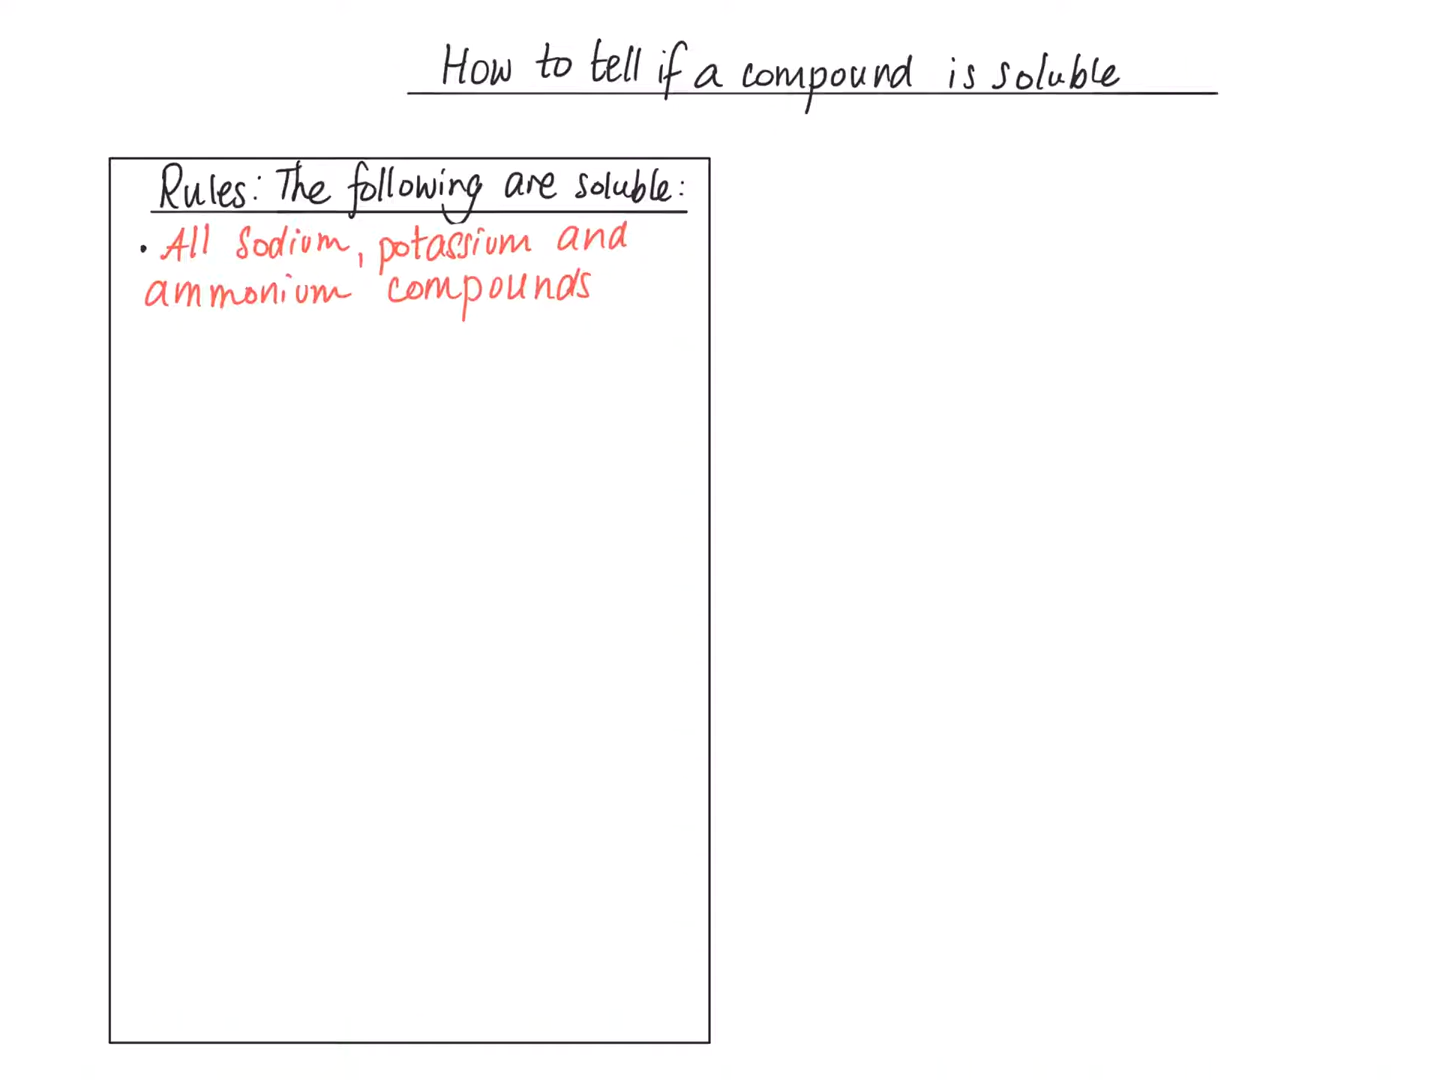 How to tell if a compound is soluble
Rules: The following are soluble:
• All sodium, potassium and
ammonium compounds